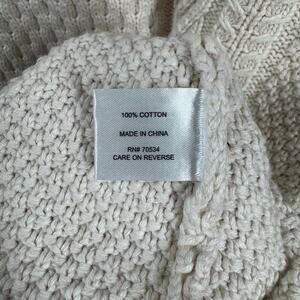 100% COTTON
MADE IN CHINA
RN# 70534
CARE ON REVERSE